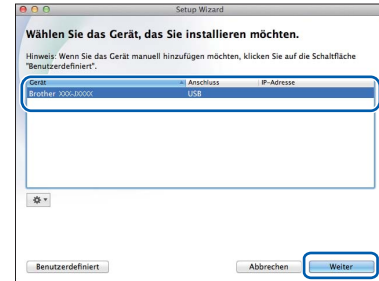 Setup Wizard
Wählen Sie das Gerät, das Sie installieren möchten.
Hinweis: Wenn Sie das Gerät manuell hinzufügen möchten, klicken Sie auf die Schaltfläche
"Benutzerdefiniert".
Gerät Anschluss IP-Adresse
Brother XXX-JXXXX USB
Benutzerdefiniert Abbrechen Weiter